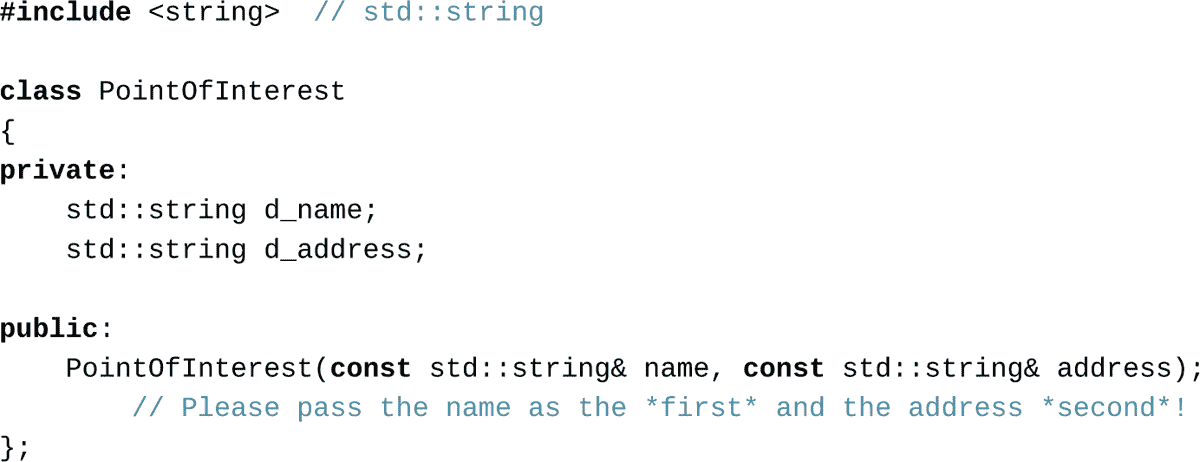 #include <string>  // std::string

class PointOfInterest
{
private:
    std::string d_name;
    std::string d_address;

public:
    PointOfInterest(const std::string& name, const std::string& address);
        // Please pass the name as the *first* and the address *second*!
};